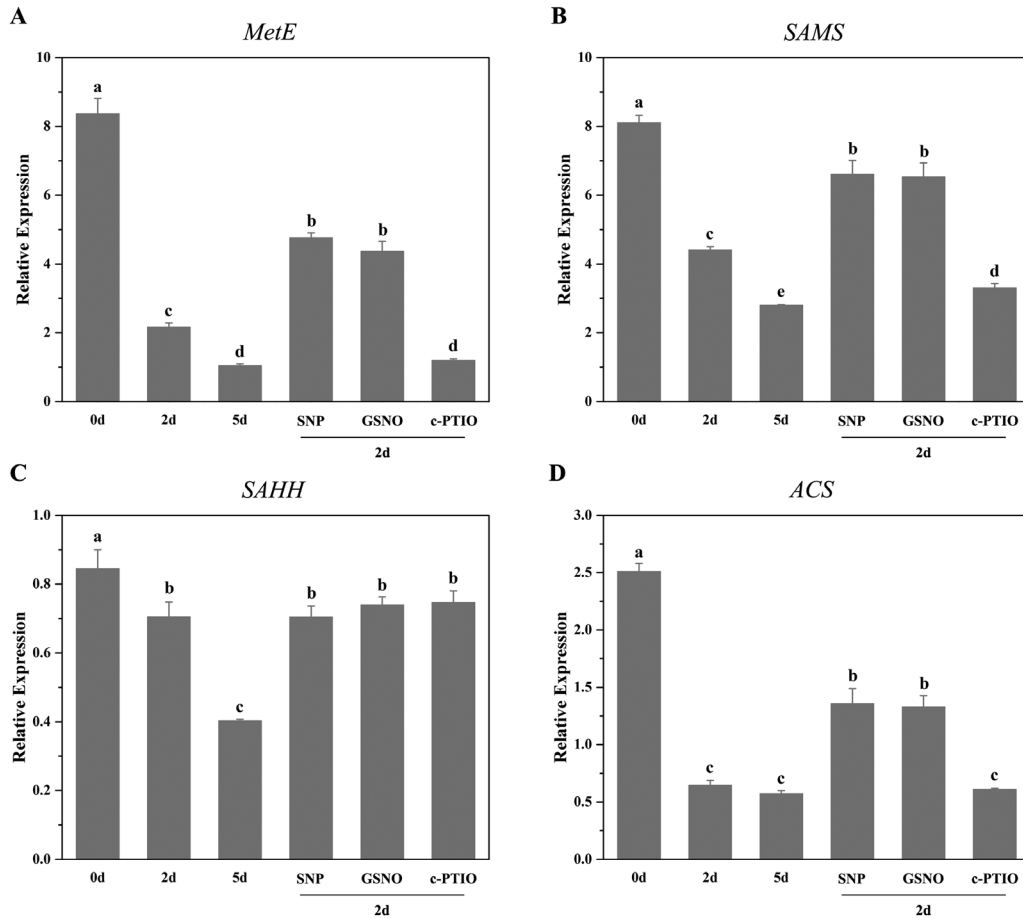 A
MetE
Relative Expression
10
8
6
4
2
0
a
c
d
b
b
d
0d
2d
5d
SNP
GSNO
c-PTIO
2d
B
SAMS
Relative Expression
10
8
6
4
2
0
a
c
e
b
b
d
0d
2d
5d
SNP
GSNO
c-PTIO
2d
C
SAHH
Relative Expression
1.0
0.8
0.6
0.4
0.2
0.0
a
b
c
b
b
b
0d
2d
5d
SNP
GSNO
c-PTIO
2d
D
ACS
Relative Expression
3.0
2.5
2.0
1.5
1.0
0.5
0.0
a
c
c
b
b
c
0d
2d
5d
SNP
GSNO
c-PTIO
2d